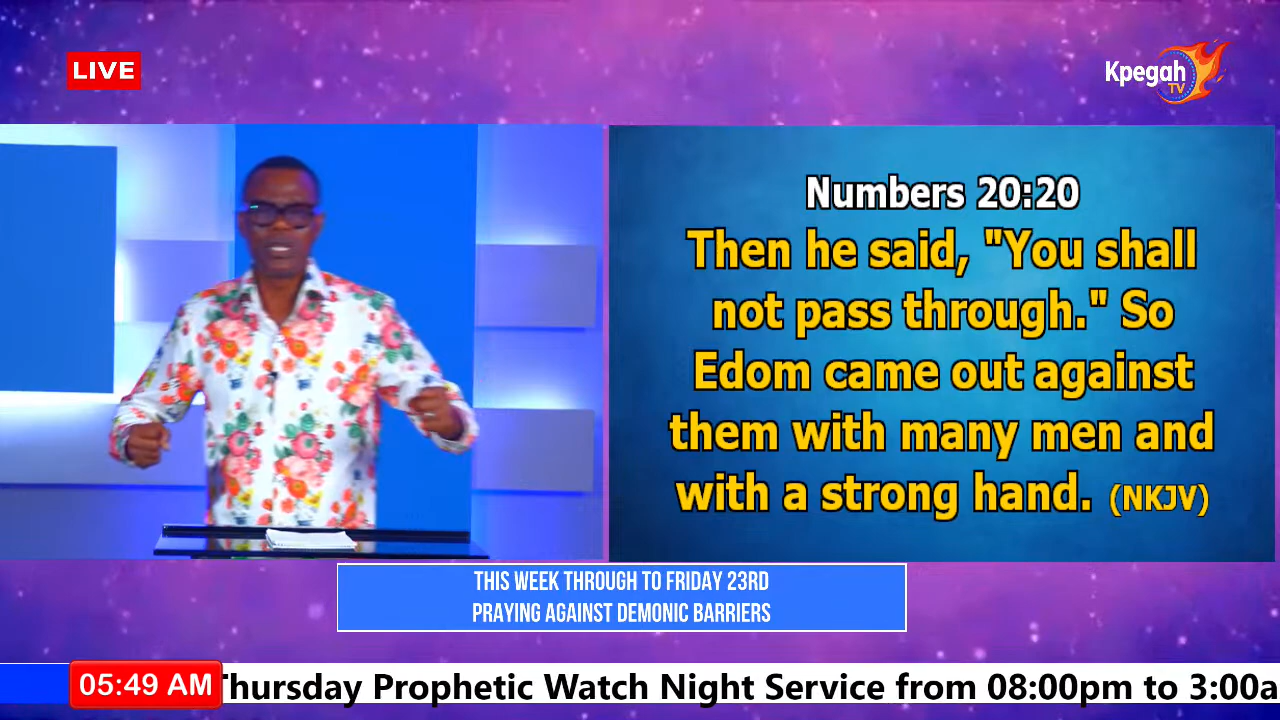 LIVE
Kpegah
TV
Numbers 20:20
Then he said, "You shall
not pass through." So
Edom came out against
them with many men and
with a strong hand. (NKJV)
THIS WEEK THROUGH TO FRIDAY 23RD
PRAYING AGAINST DEMONIC BARRIERS
05:49 AM
Thursday Prophetic Watch Night Service from 08:00pm to 3:00a